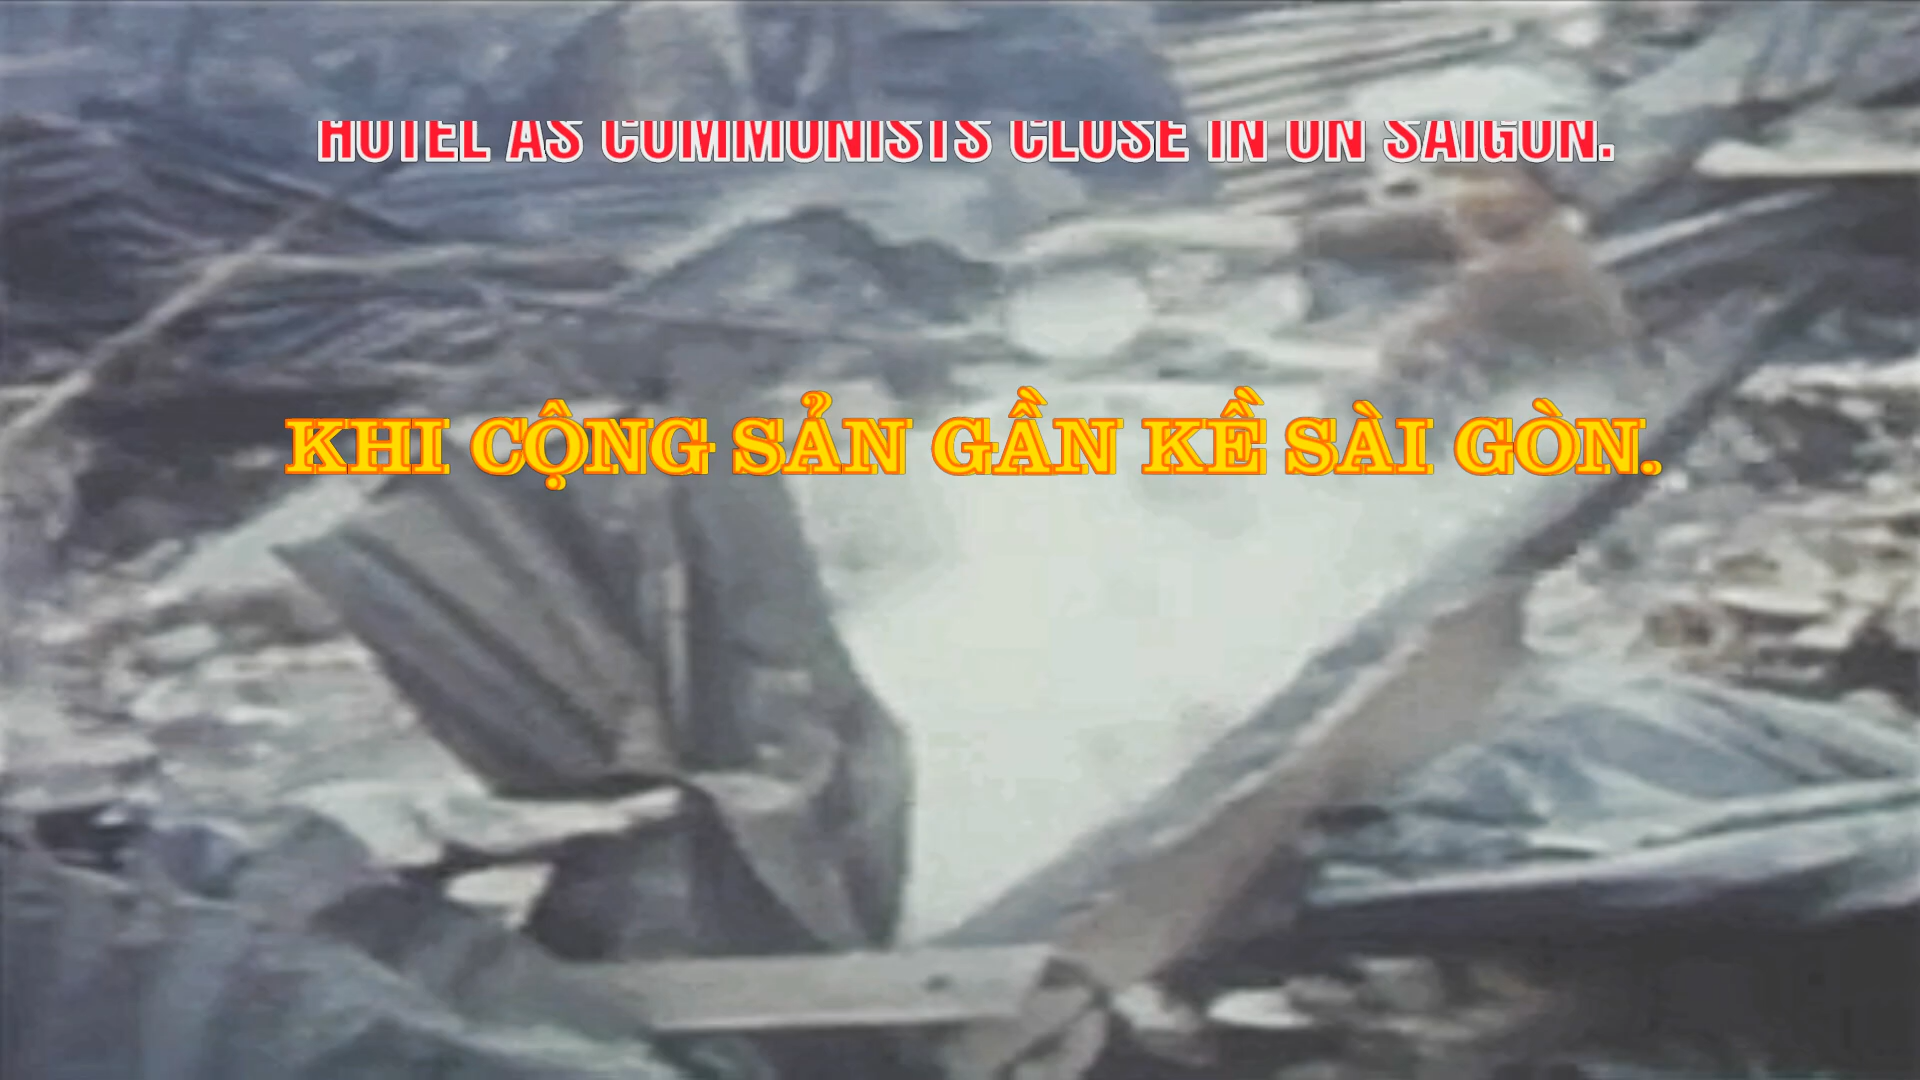 HOTEL AS COMMUNISTS CLOSE IN ON SAIGON.
KHI CỘNG SẢN GẦN KỀ SÀI GÒN.